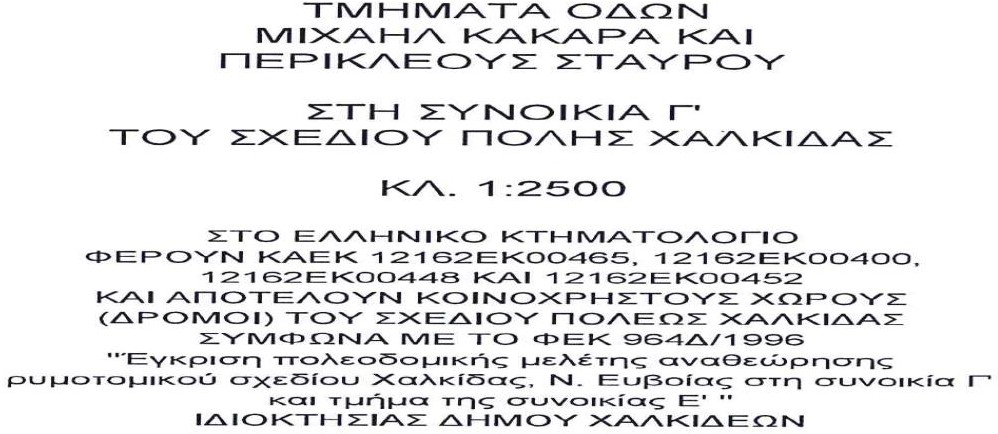 ΤΜΗΜΑΤΑ ΟΔΩΝ
ΜΙΧΑΗΛ ΚΑΚΑΡΑ ΚΑΙ
ΠΕΡΙΚΛΕΟΥΣ ΣΤΑΥΡΟΥ
ΣΤΗ ΣΥΝΟΙΚΙΑ Γ'
ΤΟΥ ΣΧΕΔΙΟΥ ΠΟΛΗΣ ΧΑΛΚΙΔΑΣ
ΚΛ. 1:2500
ΣΤΟ ΕΛΛΗΝΙΚΟ ΚΤΗΜΑΤΟΛΟΓΙΟ
ΦΕΡΟΥΝ ΚΑΕΚ 12162ΕΚ00465, 12162ΕΚ00400,
12162ΕΚ00448 ΚΑΙ 12162ΕΚ00452
ΚΑΙ ΑΠΟΤΕΛΟΥΝ ΚΟΙΝΟΧΡΗΣΤΟΥΣ ΧΩΡΟΥΣ
(ΔΡΟΜΟΙ) ΤΟΥ ΣΧΕΔΙΟΥ ΠΟΛΕΩΣ ΧΑΛΚΙΔΑΣ
ΣΥΜΦΩΝΑ ΜΕ ΤΟ ΦΕΚ 964Δ/1996
"Έγκριση πολεοδομικής μελέτης αναθεώρησης
ρυμοτομικού σχεδίου Χαλκίδας, Ν. Ευβοίας στη συνοικία Γ'
και τμήμα της συνοικίας Ε' "
ΙΔΙΟΚΤΗΣΙΑΣ ΔΗΜΟΥ ΧΑΛΚΙΔΕΩΝ